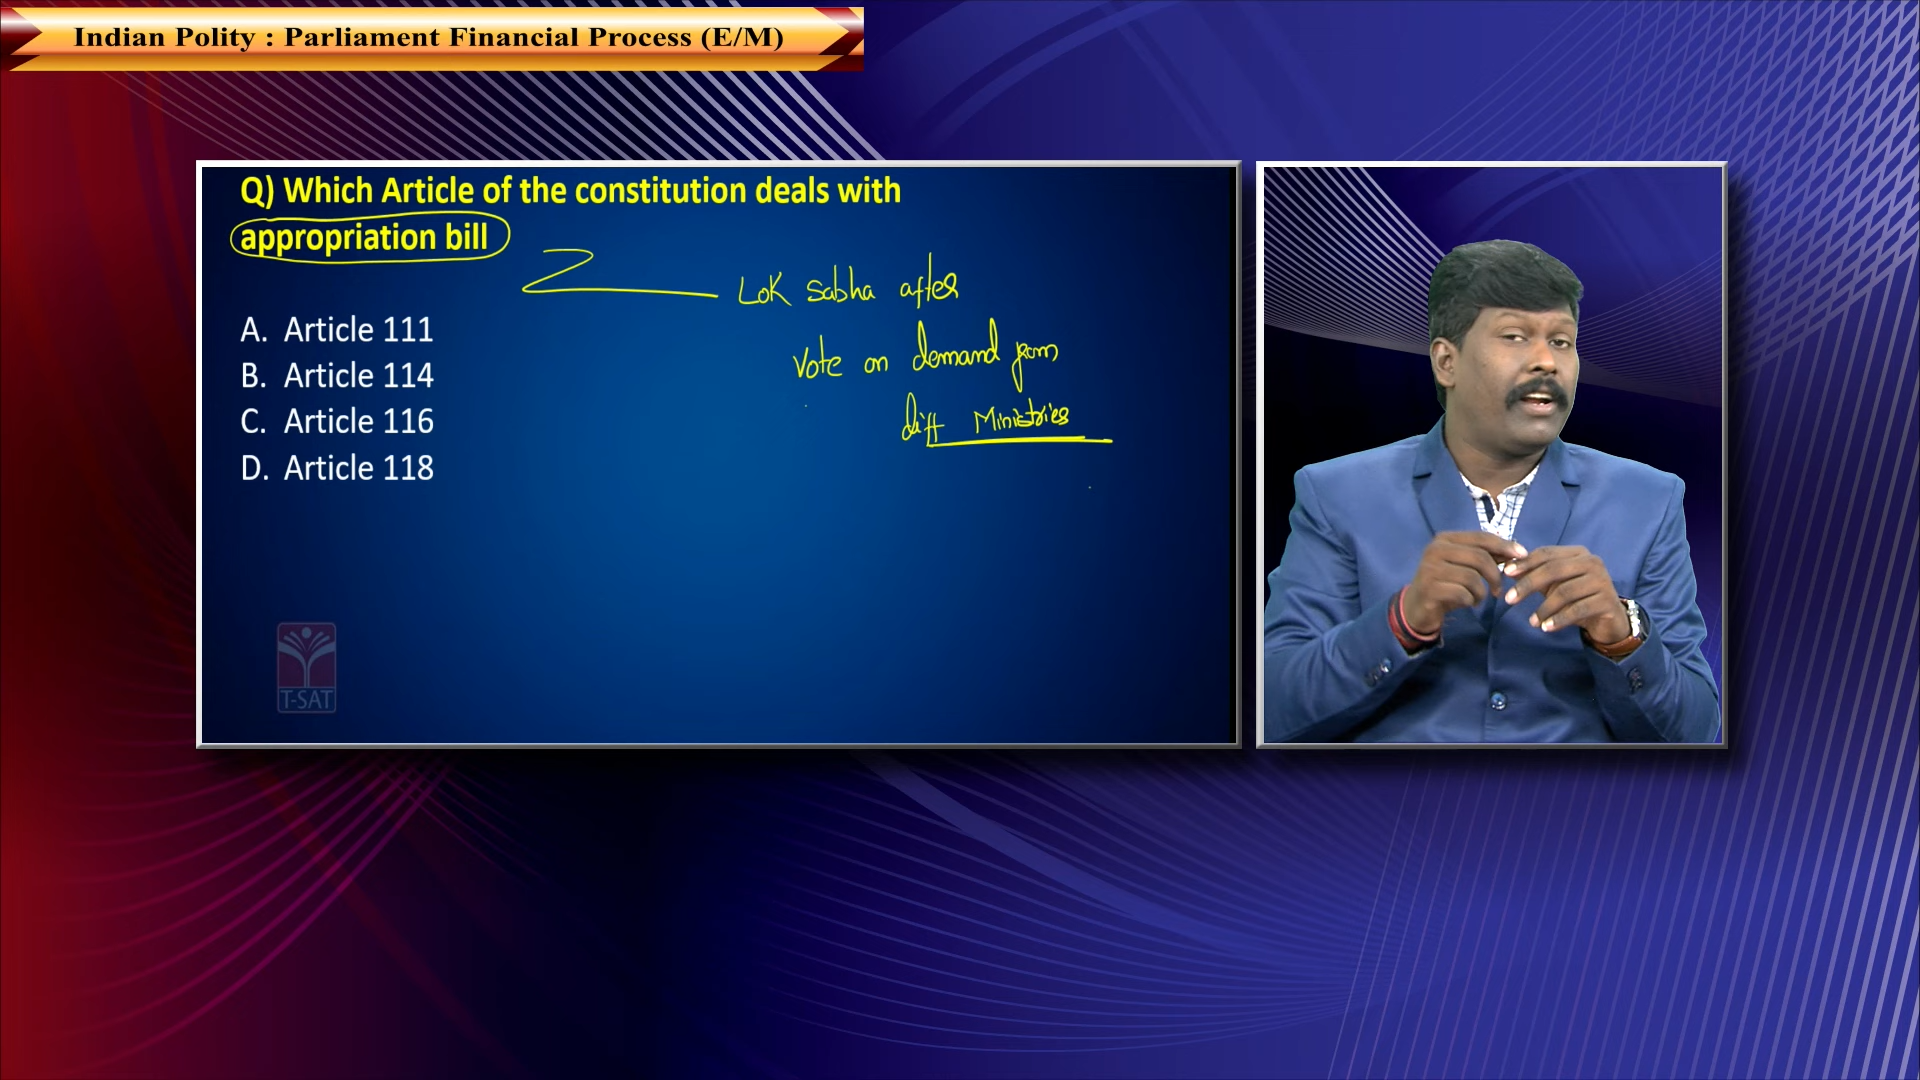 Indian Polity : Parliament Financial Process (E/M)
Q) Which Article of the constitution deals with
appropriation bill
Lok Sabha after
Vote on demand from
diff Ministries
A. Article 111
B. Article 114
C. Article 116
D. Article 118
T-SAT